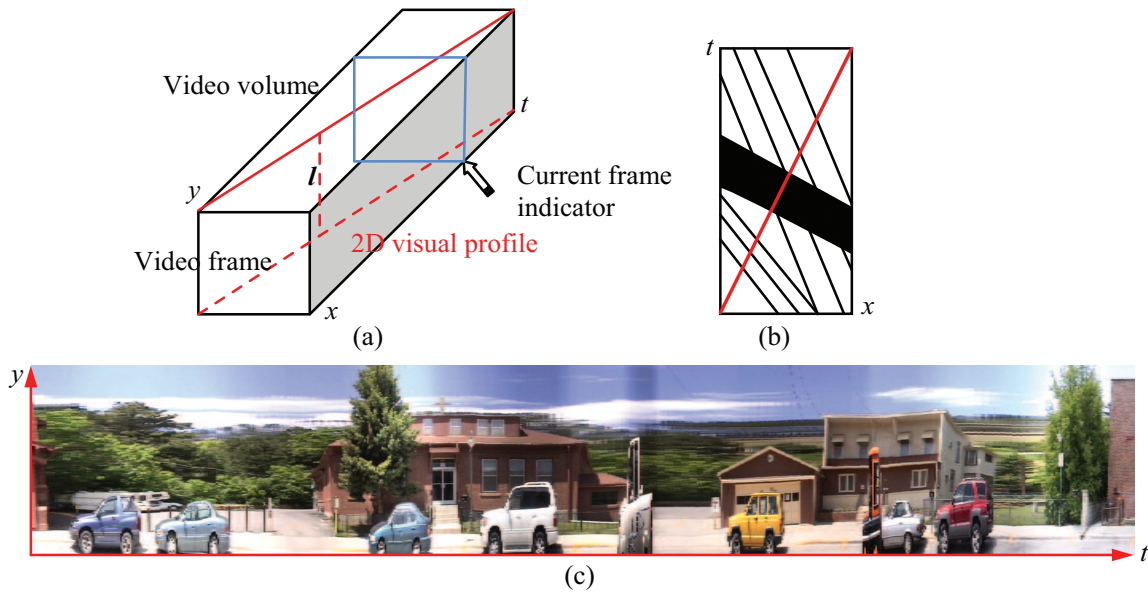 Video volume
t
y
l
Current frame
indicator
2D visual profile
Video frame
x
(a)
t
x
(b)
y
t
(c)